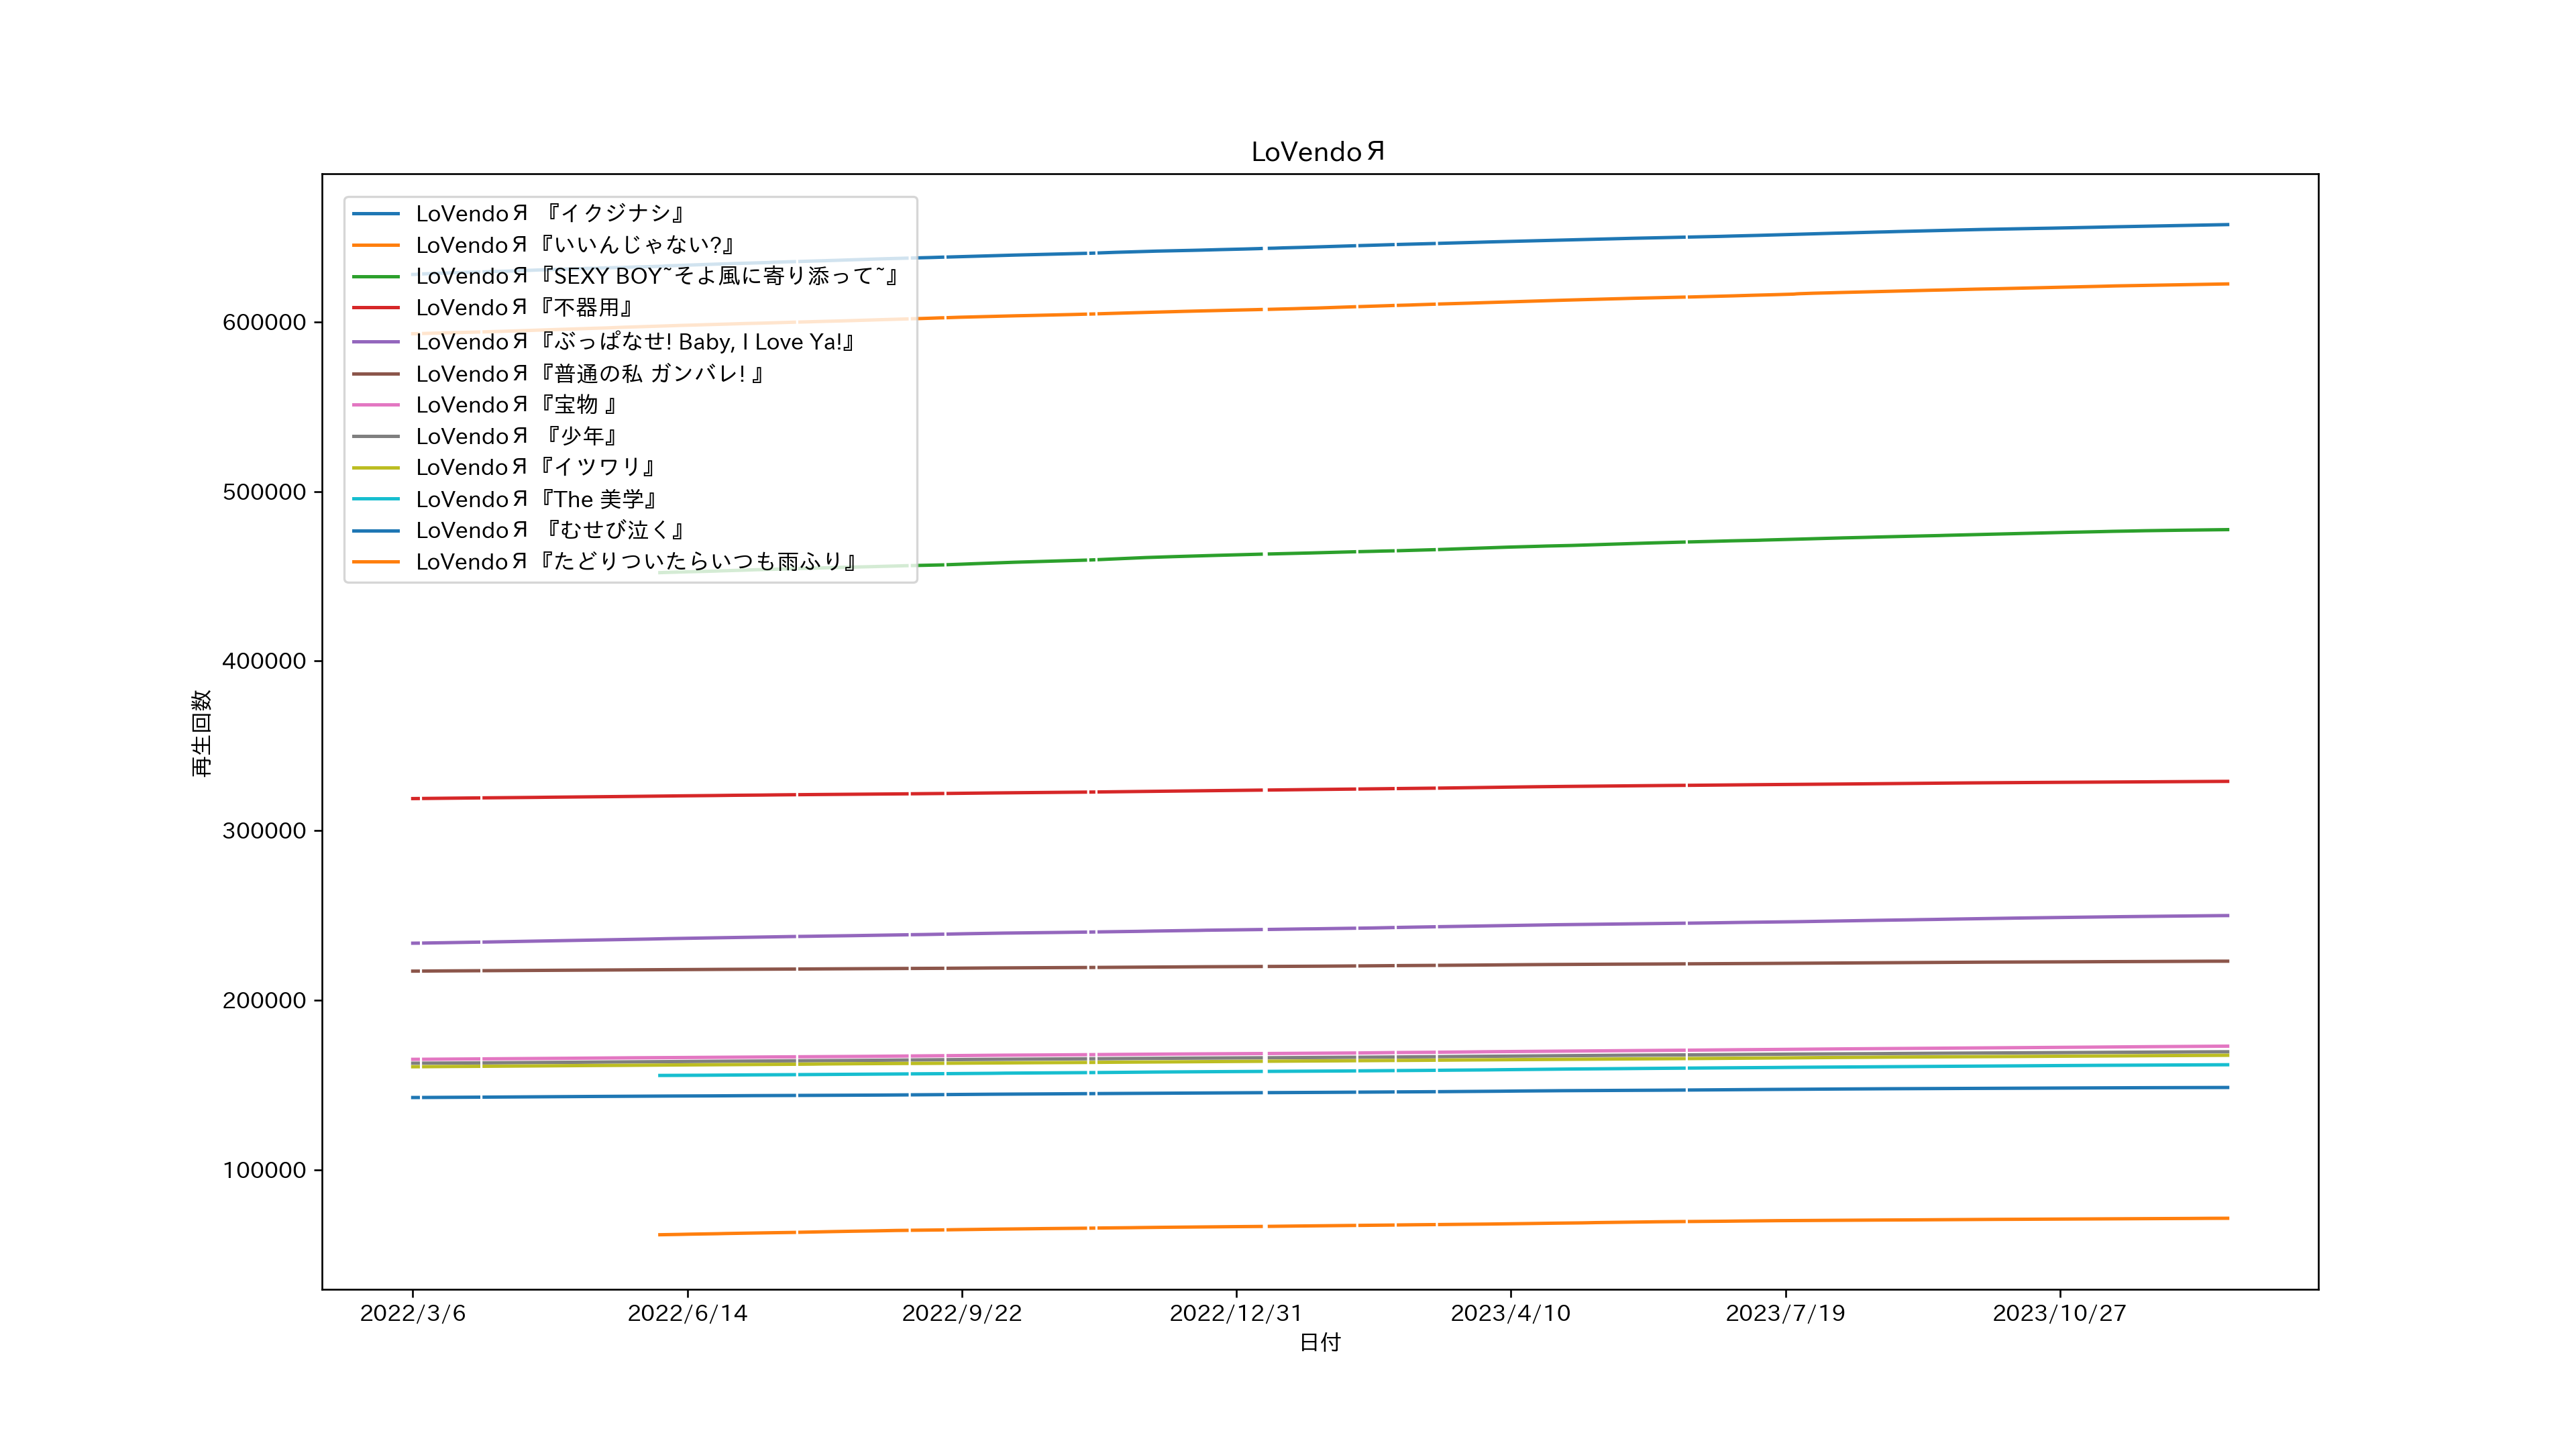 LoVendoЯ
LoVendoЯ 『イクジナシ』
LoVendoЯ『いいんじゃない?』
LoVendoЯ『SEXY BOY~そよ風に寄り添って~』
LoVendoЯ『不器用』
LoVendoЯ『ぶっぱなせ! Baby, I Love Ya!』
LoVendoЯ『普通の私 ガンバレ! 』
LoVendoЯ『宝物 』
LoVendoЯ 『少年』
LoVendoЯ『イツワリ』
LoVendoЯ『The 美学』
LoVendoЯ 『むせび泣く』
LoVendoЯ『たどりついたらいつも雨ふり』
600000
500000
400000
300000
200000
100000
再生回数
2022/3/6
2022/6/14
2022/9/22
2022/12/31
2023/4/10
2023/7/19
2023/10/27
日付